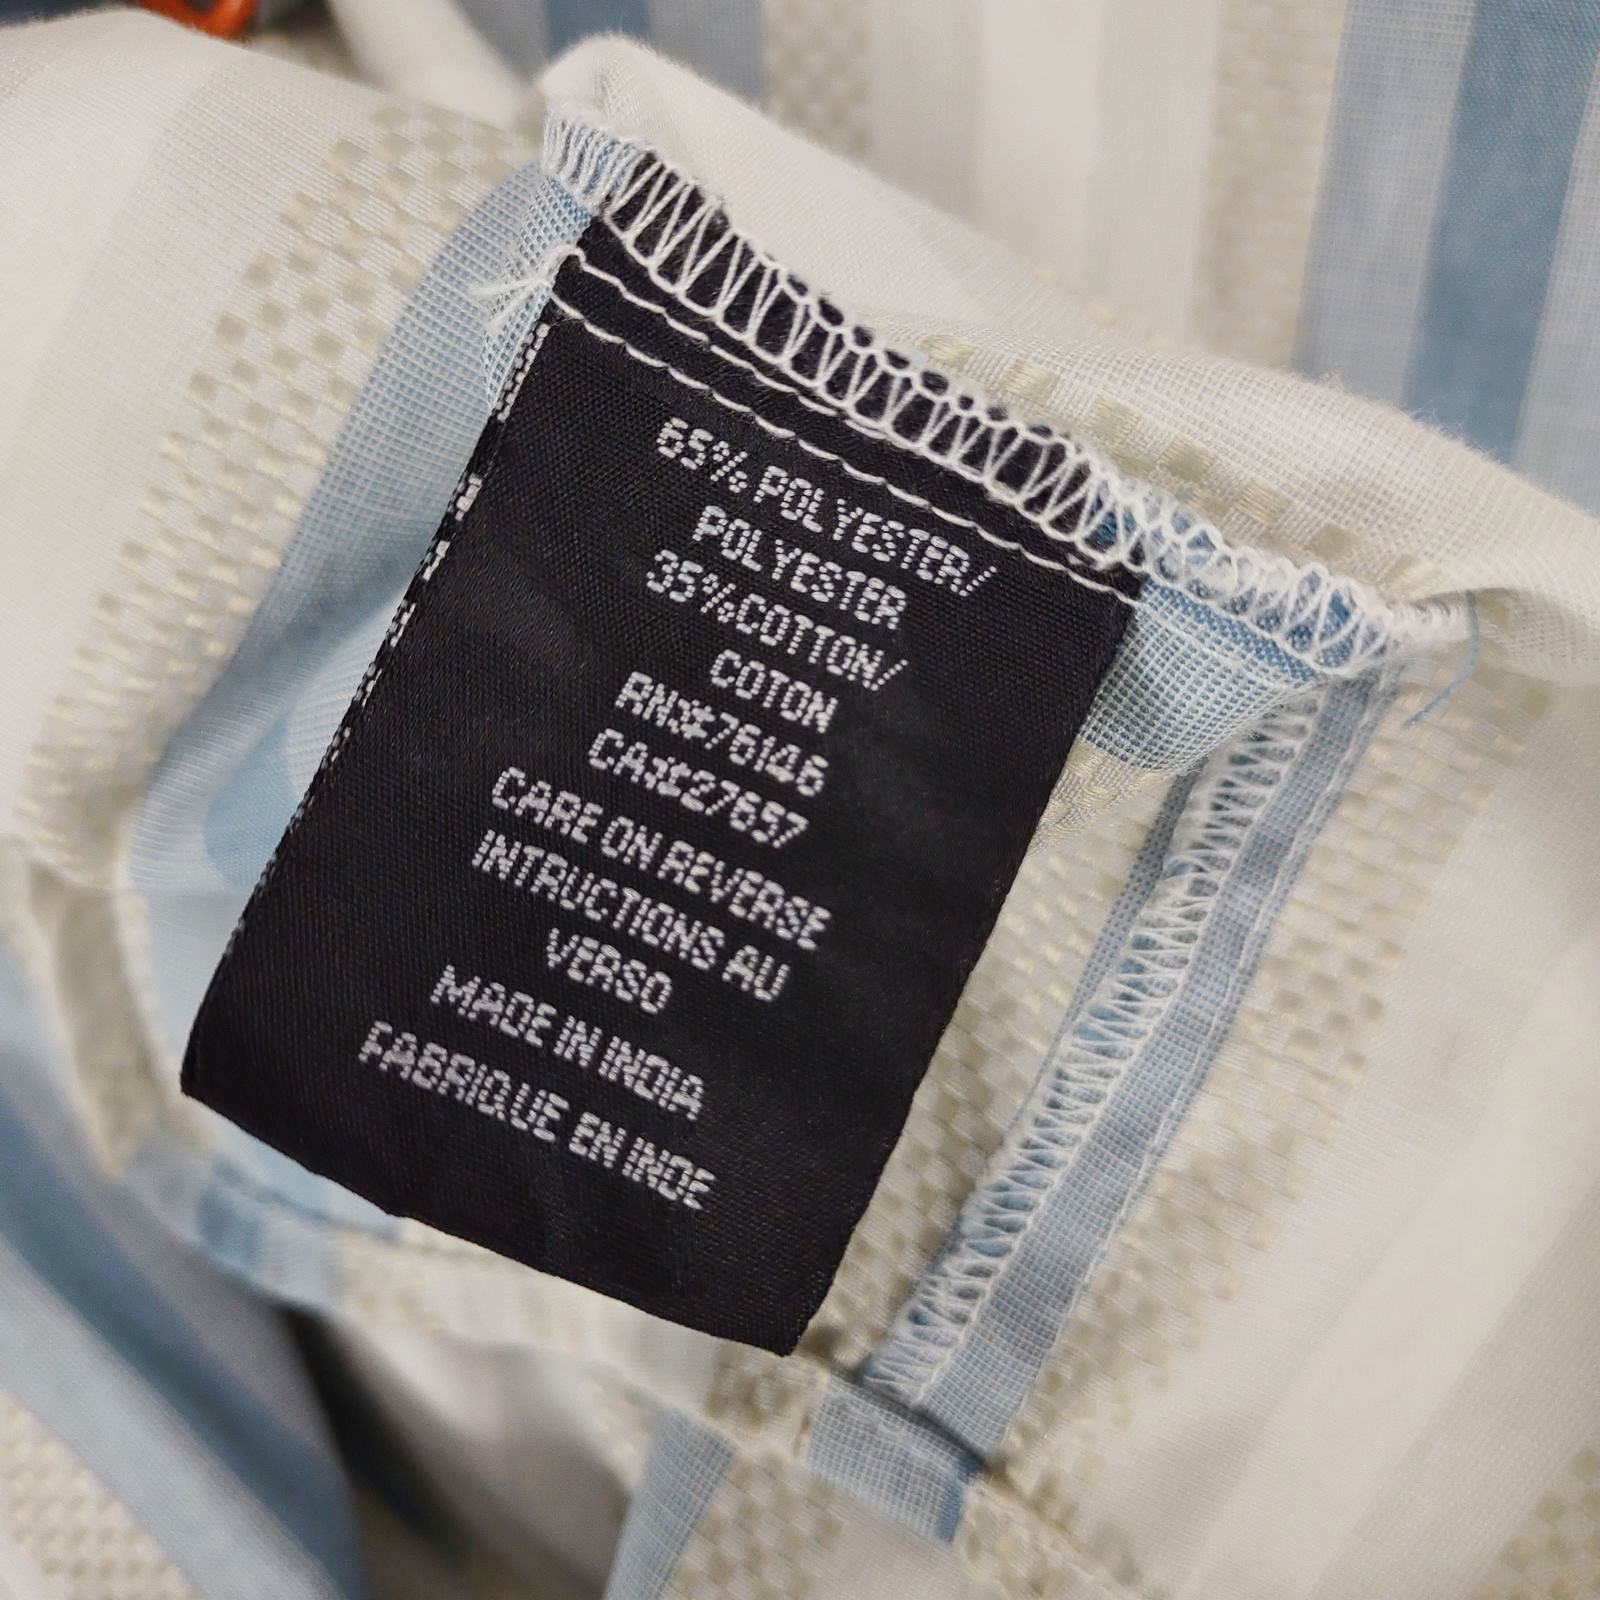 65% POLYESTER/
POLYESTER
35%COTTON/
COTON
RN#76146
CA#27657
CARE ON REVERSE
INTRUCTIONS AU
VERSO
MADE IN INDIA
FABRIQUE EN INDE